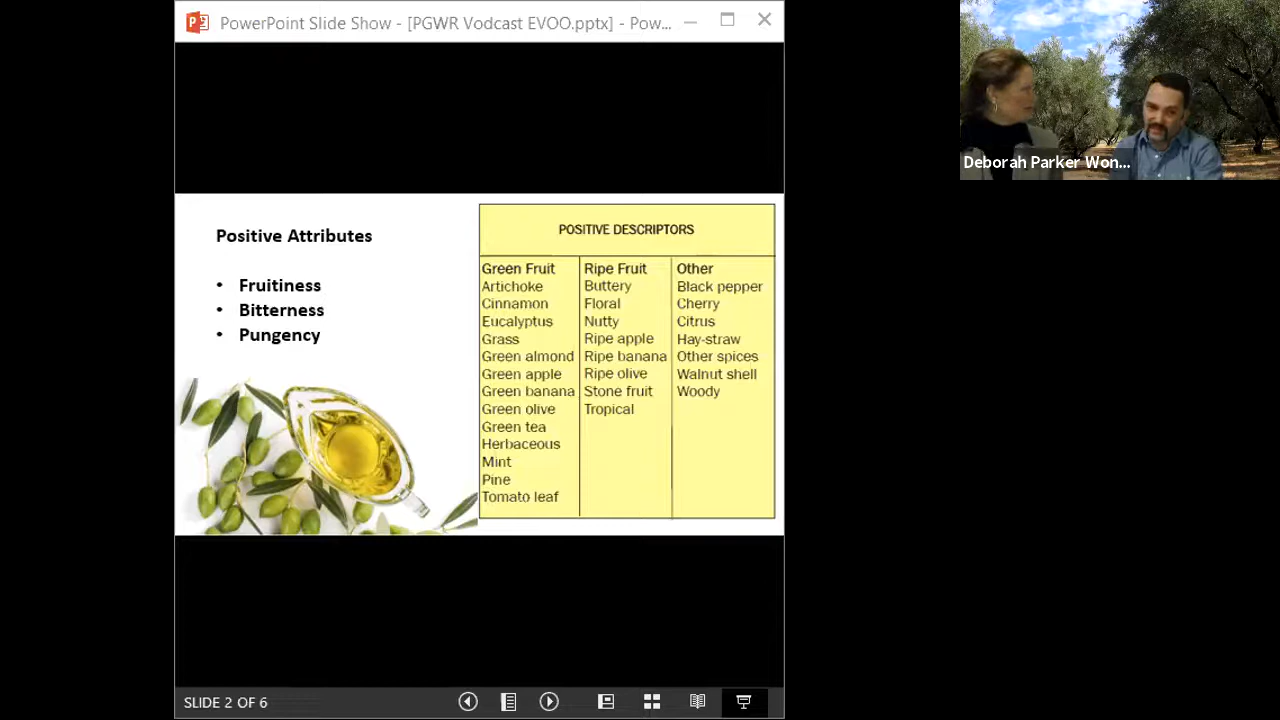 PowerPoint Slide Show - [PGWR Vodcast EVOO.pptx] - Pow...
Deborah Parker Won...
Positive Attributes
• Fruitiness
• Bitterness
• Pungency
POSITIVE DESCRIPTORS
Green Fruit
Artichoke
Cinnamon
Eucalyptus
Grass
Green almond
Green apple
Green banana
Green olive
Green tea
Herbaceous
Mint
Pine
Tomato leaf
Ripe Fruit
Buttery
Floral
Nutty
Ripe apple
Ripe banana
Ripe olive
Stone fruit
Tropical
Other
Black pepper
Cherry
Citrus
Hay-straw
Other spices
Walnut shell
Woody
SLIDE 2 OF 6